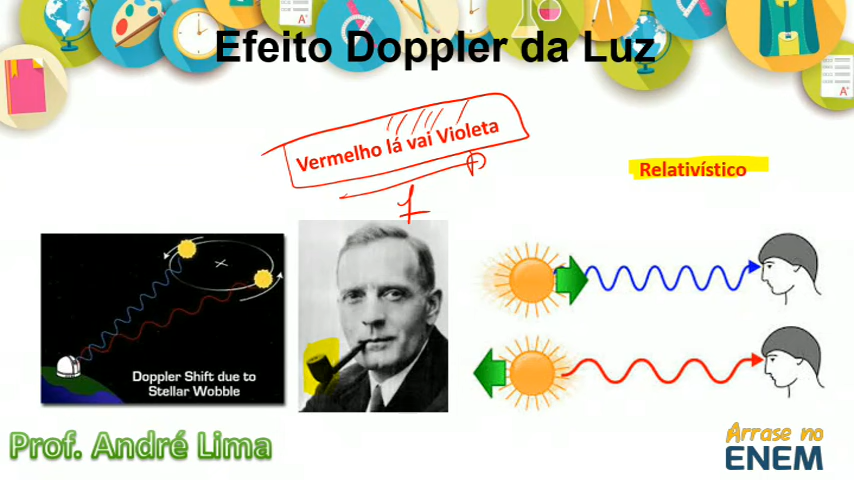 Efeito Doppler da Luz
Vermelho lá vai Violeta
f
Relativístico
Doppler Shift due to
Stellar Wobble
Prof. André Lima
Arrase no
ENEM
A+
A+